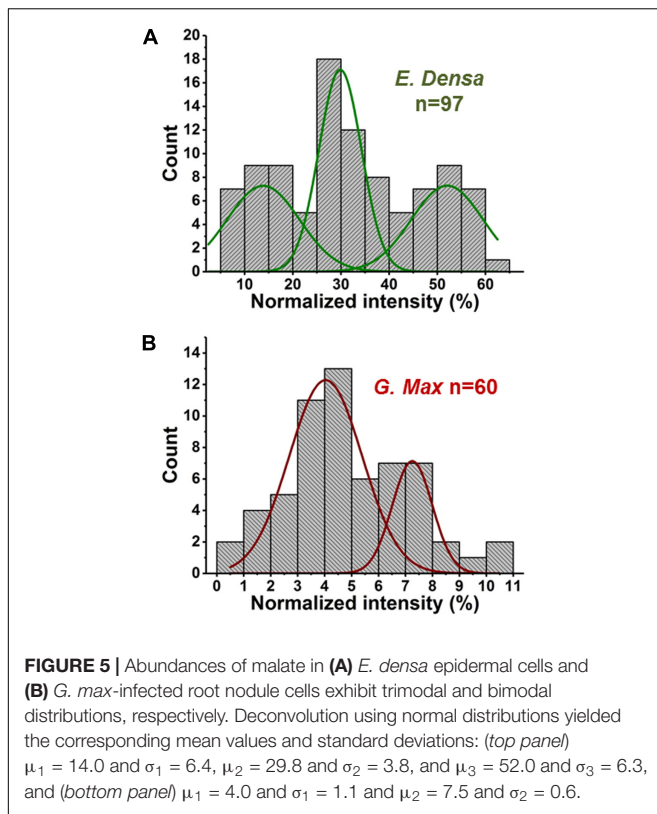 A
20
18
16
14
12
10
8
6
4
2
0
Count
E. Densa
n=97
10 20 30 40 50 60
Normalized intensity (%)
B
14
12
10
8
6
4
2
0
Count
G. Max n=60
0 1 2 3 4 5 6 7 8 9 10 11
Normalized intensity (%)
FIGURE 5 | Abundances of malate in (A) E. densa epidermal cells and
(B) G. max-infected root nodule cells exhibit trimodal and bimodal
distributions, respectively. Deconvolution using normal distributions yielded
the corresponding mean values and standard deviations: (top panel)
μ₁ = 14.0 and σ₁ = 6.4, μ₂ = 29.8 and σ₂ = 3.8, and μ₃ = 52.0 and σ₃ = 6.3,
and (bottom panel) μ₁ = 4.0 and σ₁ = 1.1 and μ₂ = 7.5 and σ₂ = 0.6.